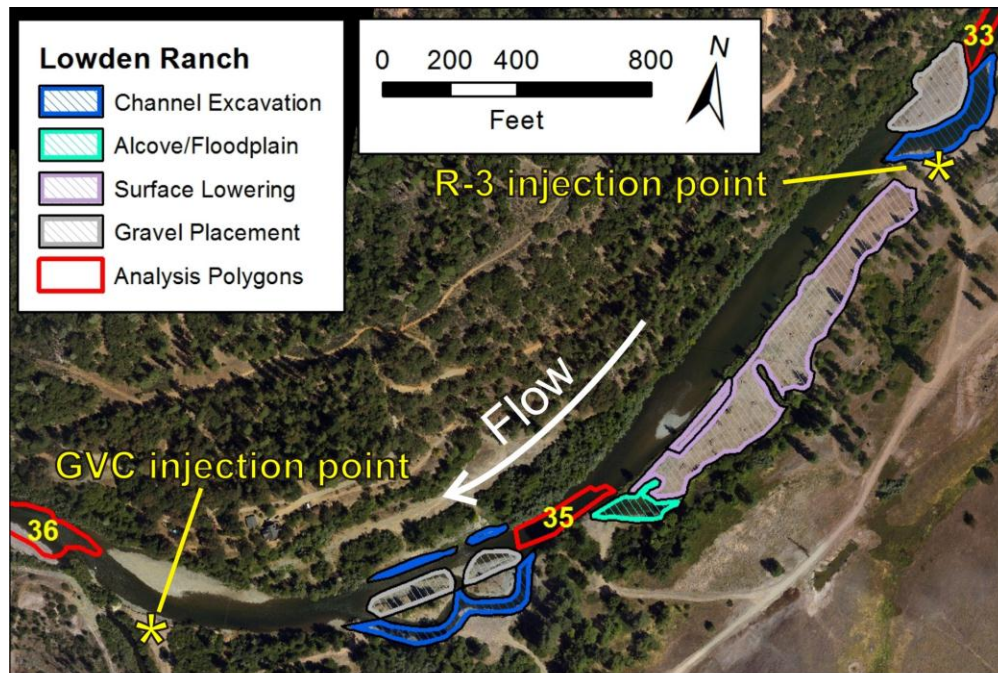 Lowden Ranch
Channel Excavation
Alcove/Floodplain
Surface Lowering
Gravel Placement
Analysis Polygons
0 200 400 800
Feet
N
33
R-3 injection point
Flow
GVC injection point
35
36